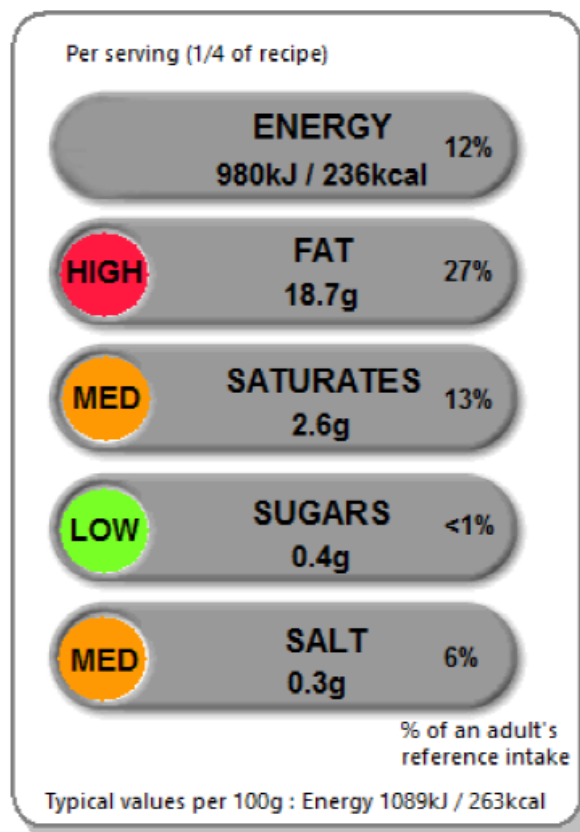 Per serving (1/4 of recipe)
ENERGY
980kJ / 236kcal
12%
HIGH
FAT
18.7g
27%
MED
SATURATES
2.6g
13%
LOW
SUGARS
0.4g
<1%
MED
SALT
0.3g
6%
% of an adult's
reference intake
Typical values per 100g : Energy 1089kJ / 263kcal